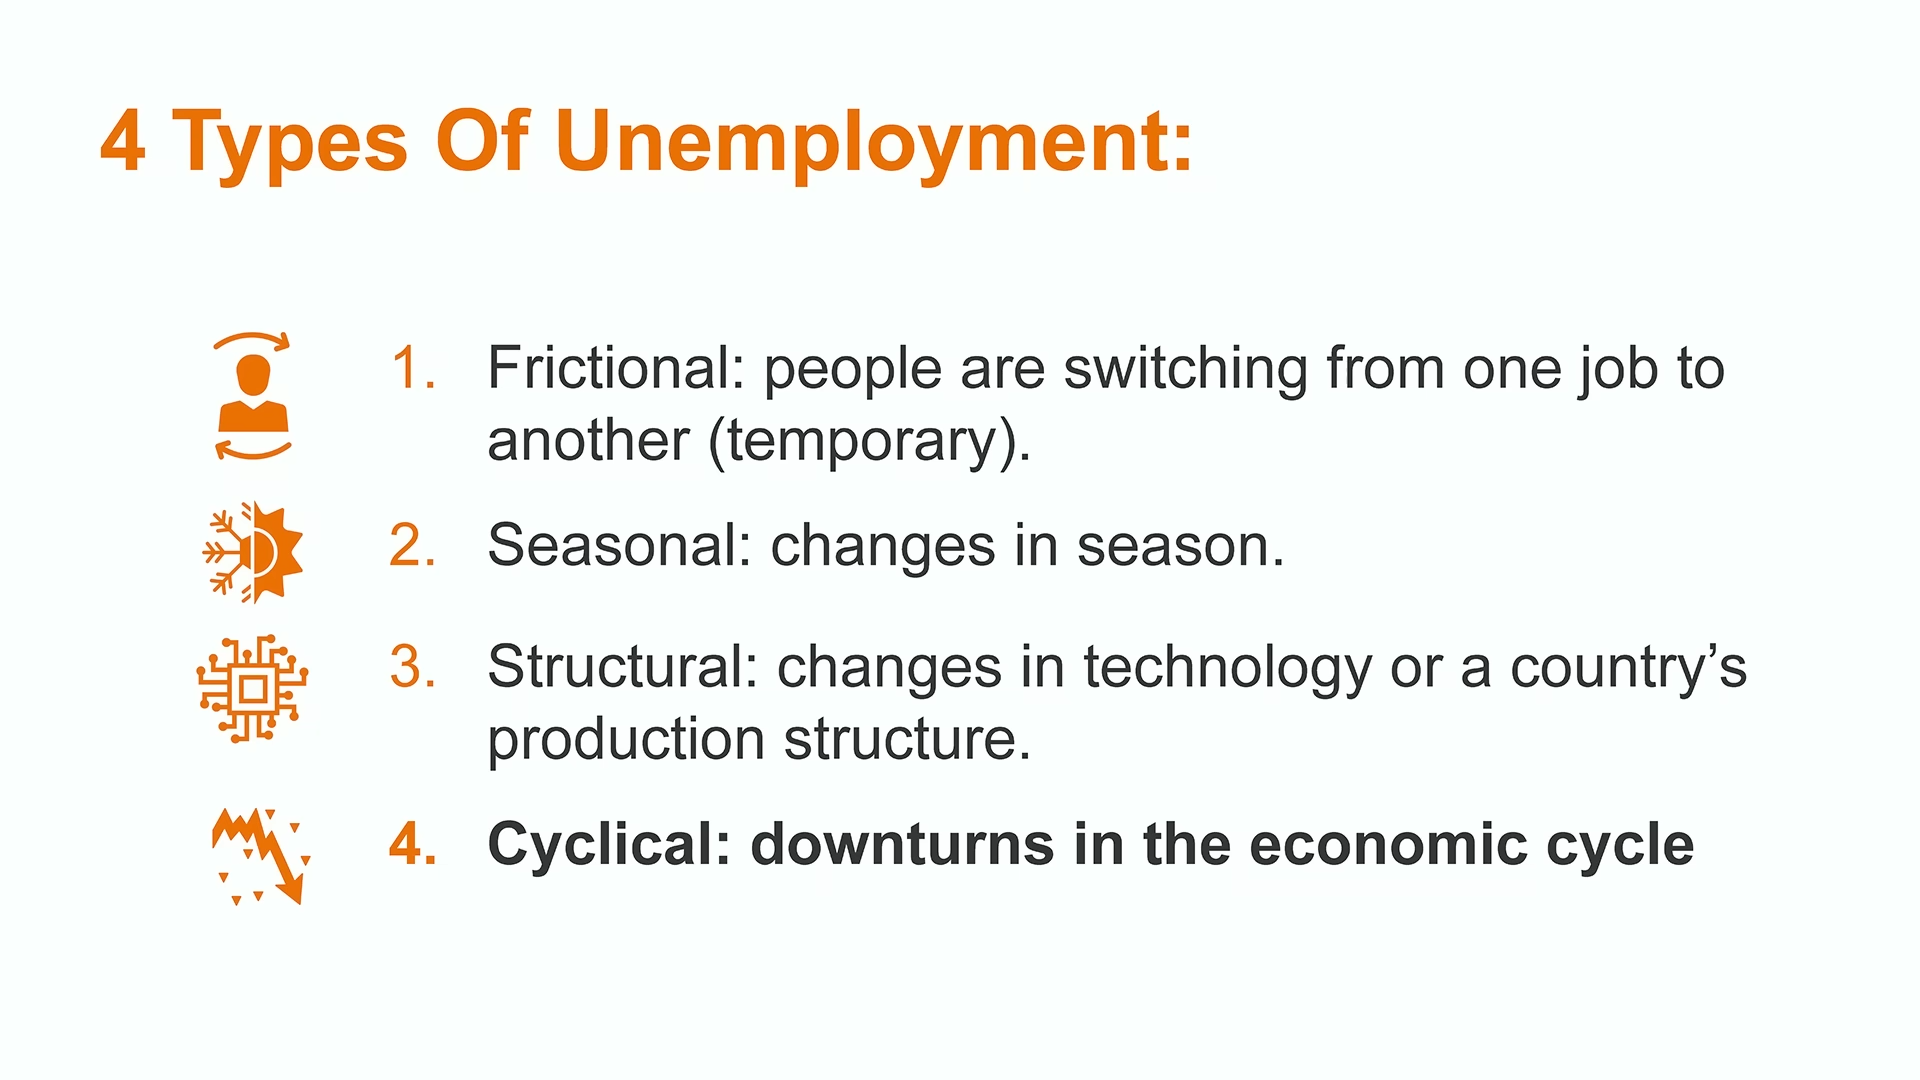 4 Types Of Unemployment:
1. Frictional: people are switching from one job to
another (temporary).
2. Seasonal: changes in season.
3. Structural: changes in technology or a country’s
production structure.
4. Cyclical: downturns in the economic cycle